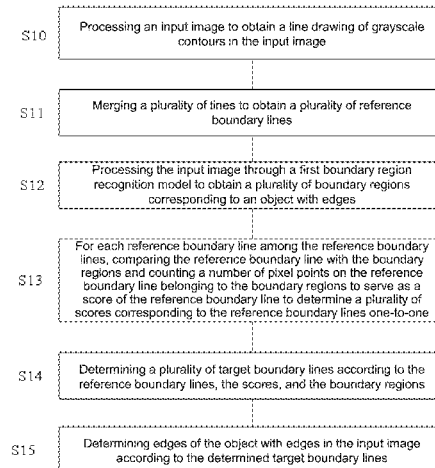 S10
Processing an input image to obtain a line drawing of grayscale
contours in the input image
S11
Merging a plurality of lines to obtain a plurality of reference
boundary lines
S12
Processing the input image through a first boundary region
recognition model to obtain a plurality of boundary regions
corresponding to an object with edges
S13
For each reference boundary line among the reference boundary
lines, comparing the reference boundary line with the boundary
regions and counting a number of pixel points on the reference
boundary line belonging to the boundary regions to serve as a
score of the reference boundary line to determine a plurality of
scores corresponding to the reference boundary lines one-to-one
S14
Determining a plurality of target boundary lines according to the
reference boundary lines, the scores, and the boundary regions
S15
Determining edges of the object with edges in the input image
according to the determined target boundary lines